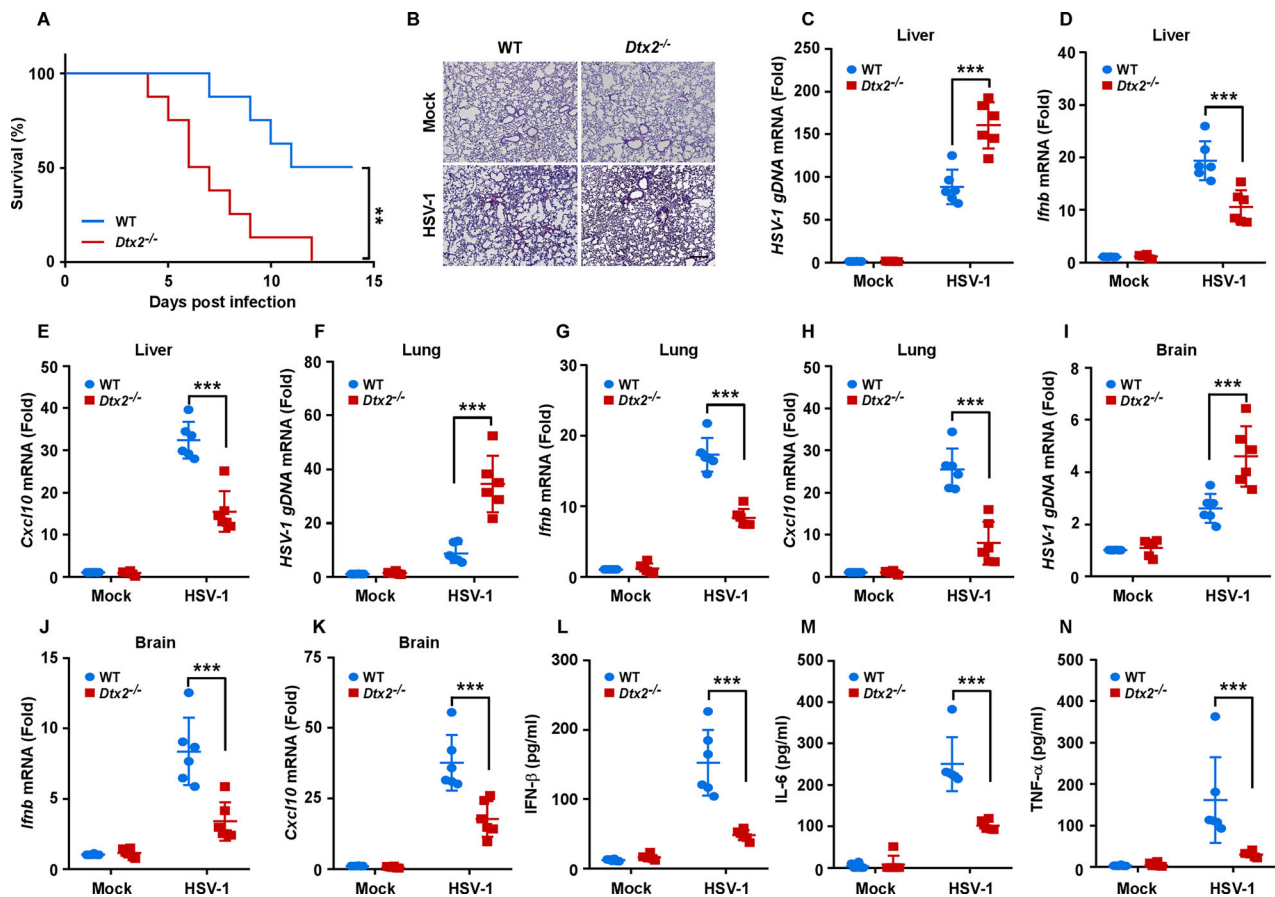 A
Survival (%)
100
50
0
0
5
10
15
Days post infection
WT
Dtx2-/-
**
B
WT
Dtx2-/-
Mock
HSV-1
C
Liver
HSV-1 gDNA mRNA (Fold)
250
200
150
100
50
0
WT
Dtx2-/-
***
Mock
HSV-1
D
Liver
Ifnb mRNA (Fold)
40
30
20
10
0
WT
Dtx2-/-
***
Mock
HSV-1
E
Liver
Cxcl10 mRNA (Fold)
50
40
30
20
10
0
WT
Dtx2-/-
***
Mock
HSV-1
F
Lung
HSV-1 gDNA mRNA (Fold)
80
60
40
20
0
WT
Dtx2-/-
***
Mock
HSV-1
G
Lung
Ifnb mRNA (Fold)
30
20
10
0
WT
Dtx2-/-
***
Mock
HSV-1
H
Lung
Cxcl10 mRNA (Fold)
50
40
30
20
10
0
WT
Dtx2-/-
***
Mock
HSV-1
I
Brain
HSV-1 gDNA mRNA (Fold)
8
6
4
2
0
WT
Dtx2-/-
***
Mock
HSV-1
J
Brain
Ifnb mRNA (Fold)
15
10
5
0
WT
Dtx2-/-
***
Mock
HSV-1
K
Brain
Cxcl10 mRNA (Fold)
75
50
25
0
WT
Dtx2-/-
***
Mock
HSV-1
L
IFN-β (pg/ml)
300
200
100
0
WT
Dtx2-/-
***
Mock
HSV-1
M
IL-6 (pg/ml)
500
400
300
200
100
0
WT
Dtx2-/-
***
Mock
HSV-1
N
TNF-α (pg/ml)
500
400
300
200
100
0
WT
Dtx2-/-
***
Mock
HSV-1